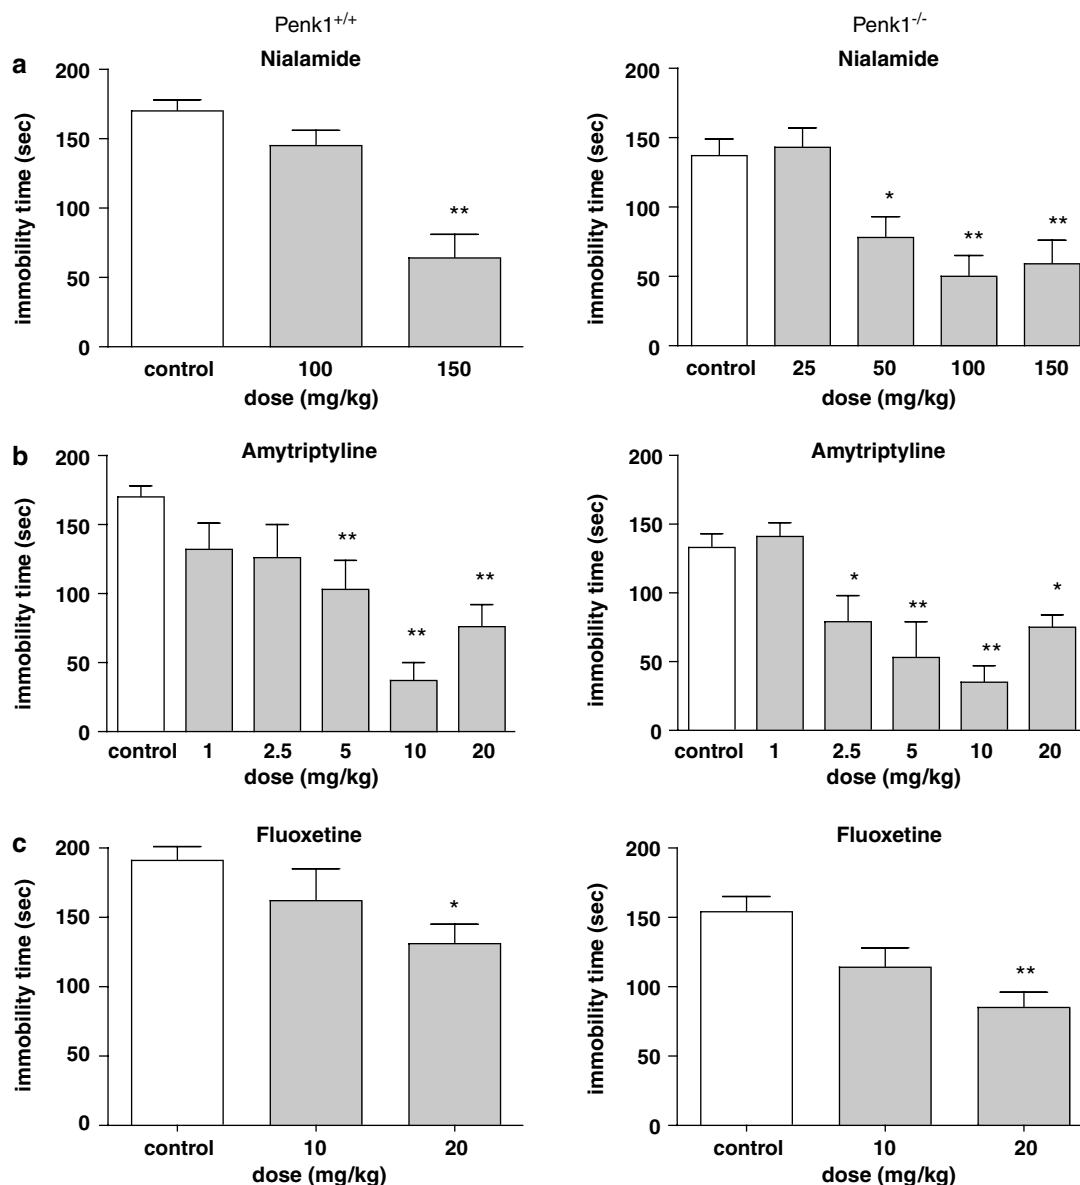 Penk1+/+
Penk1-/-
a
Nialamide
immobility time (sec)
200
150
100
50
0
**
control 100 150
dose (mg/kg)
Nialamide
immobility time (sec)
200
150
100
50
0
* ** **
control 25 50 100 150
dose (mg/kg)
b
Amytriptyline
immobility time (sec)
200
150
100
50
0
** ** **
control 1 2.5 5 10 20
dose (mg/kg)
Amytriptyline
immobility time (sec)
200
150
100
50
0
* ** ** *
control 1 2.5 5 10 20
dose (mg/kg)
c
Fluoxetine
immobility time (sec)
200
150
100
50
0
*
control 10 20
dose (mg/kg)
Fluoxetine
immobility time (sec)
200
150
100
50
0
**
control 10 20
dose (mg/kg)